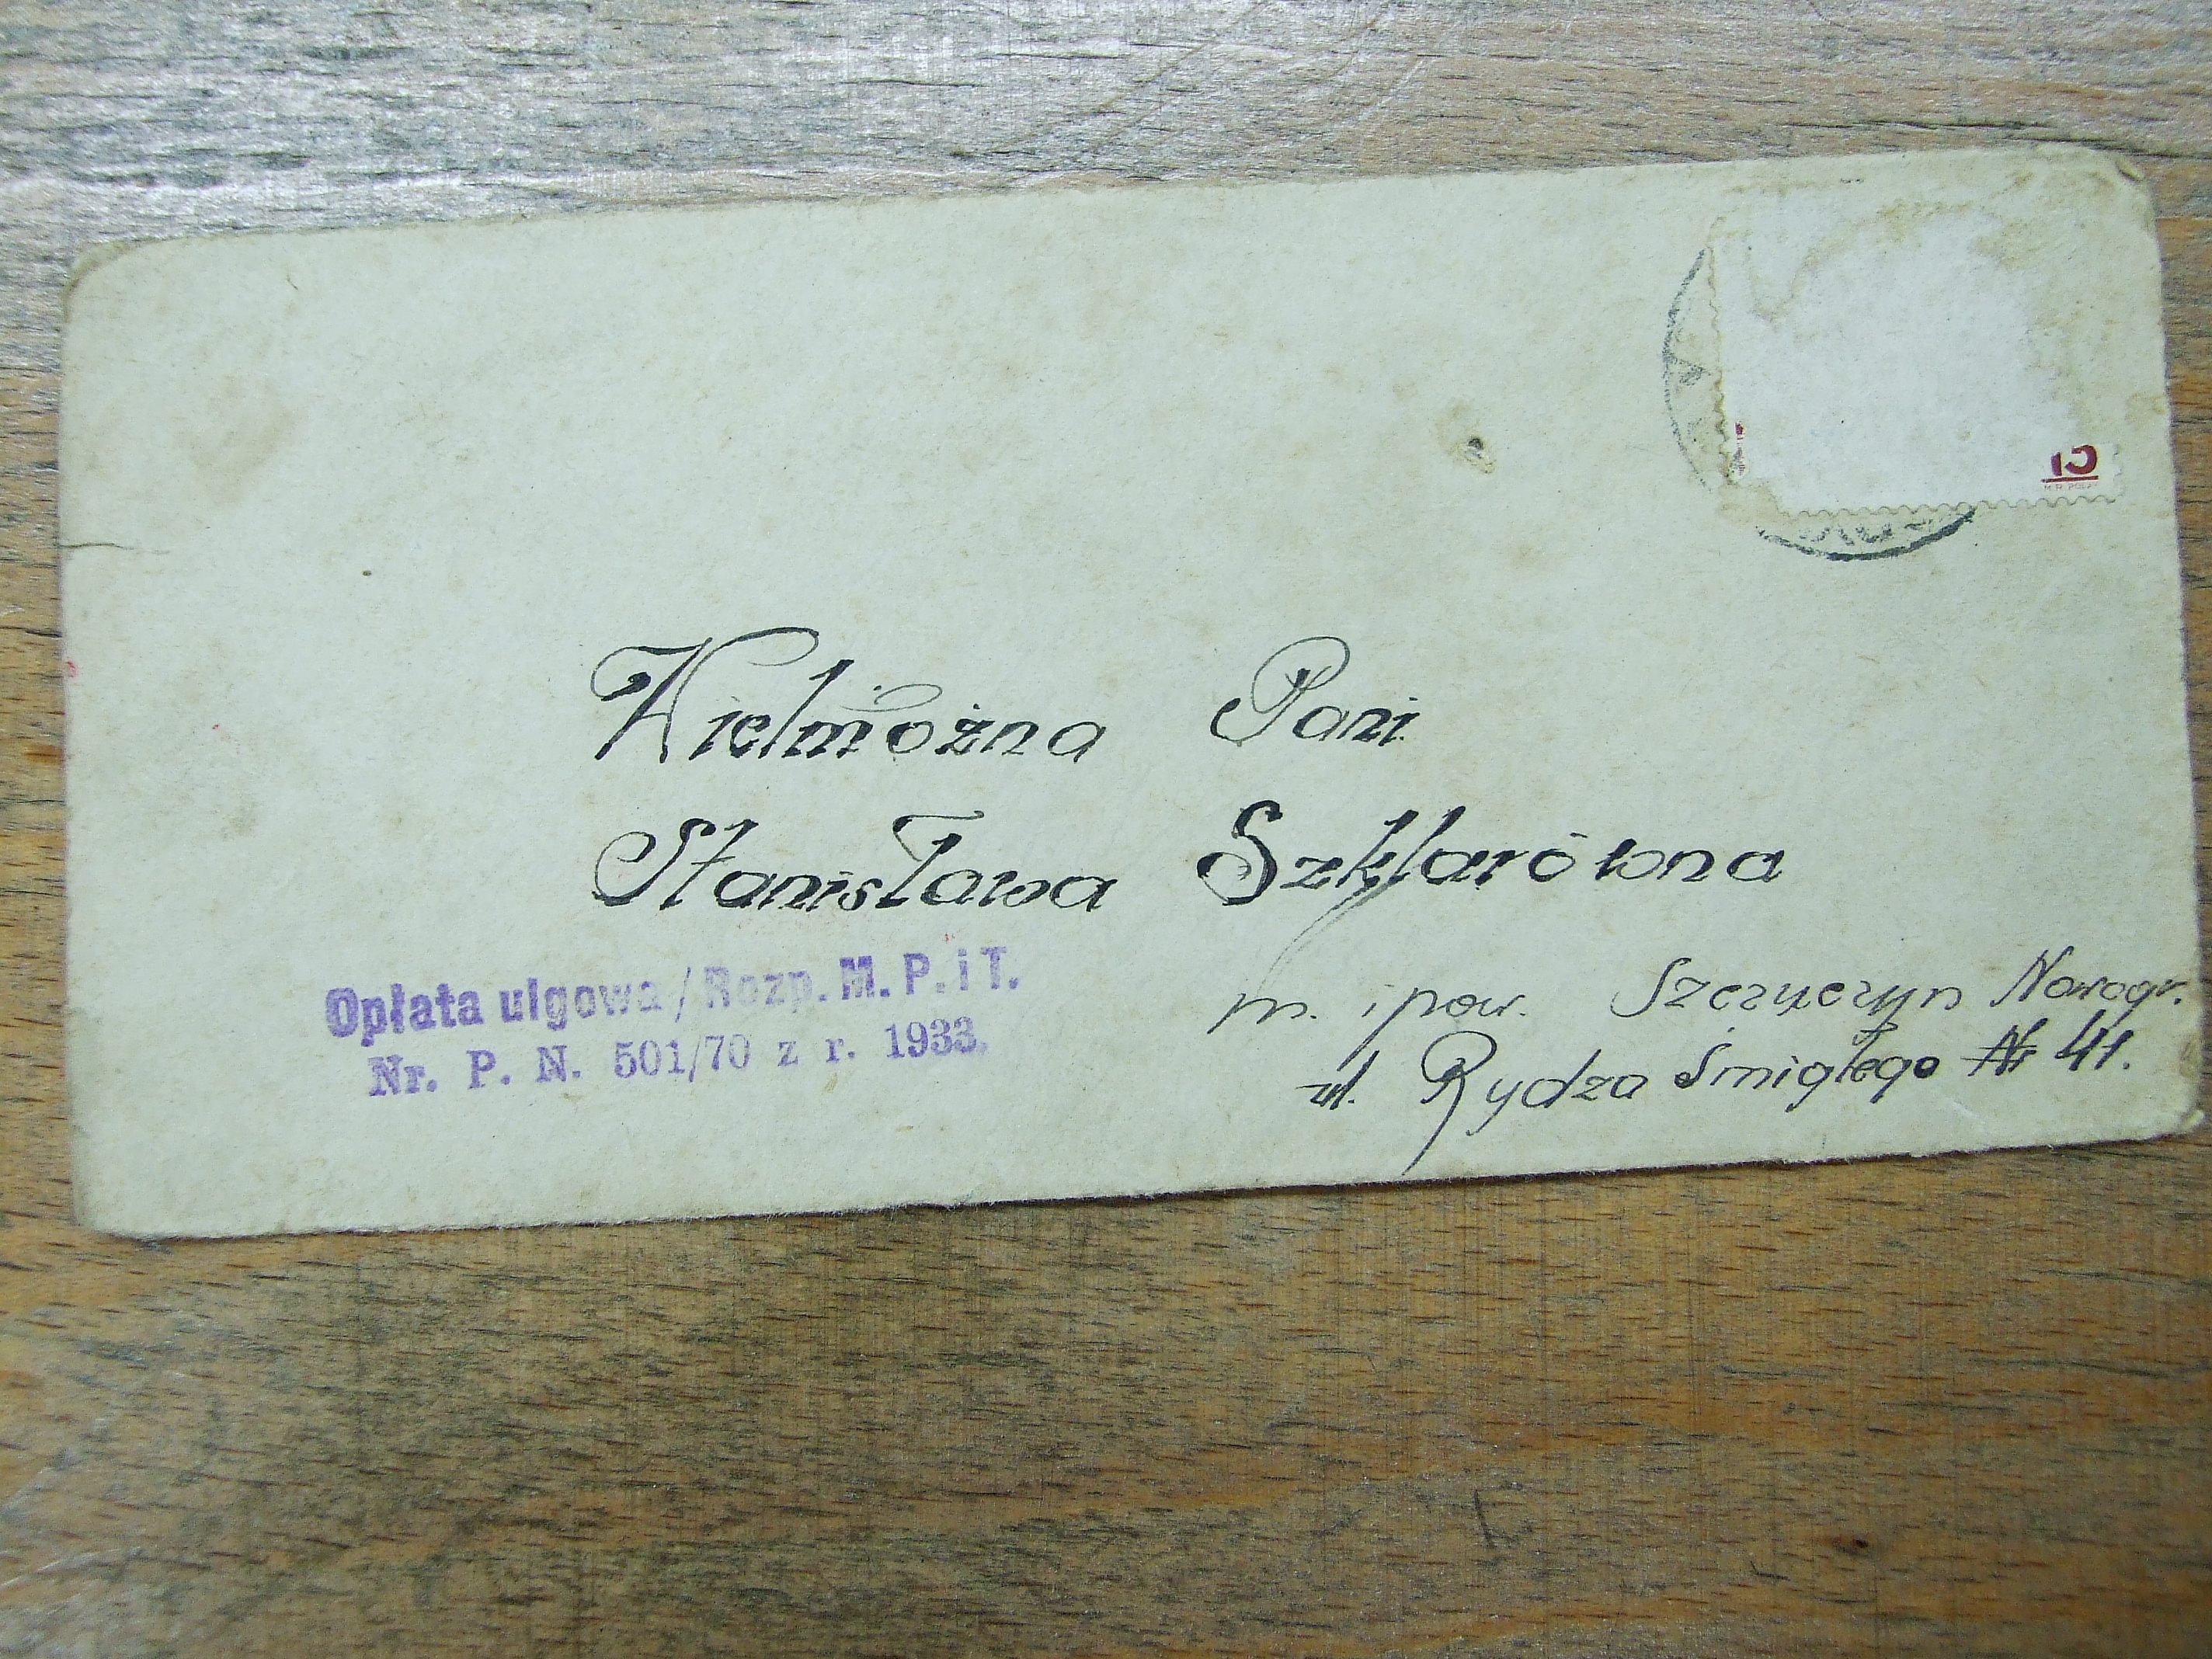 15
Wielmożna Pani
Stanisława Szklarówna
Opłata ulgowa / Rozp. M. P. i T.
Nr. P. N. 501/70 z r. 1933.
m. i pow. Szczuczyn Nowogr.
ul. Rydza Śmigłego Nr 41.